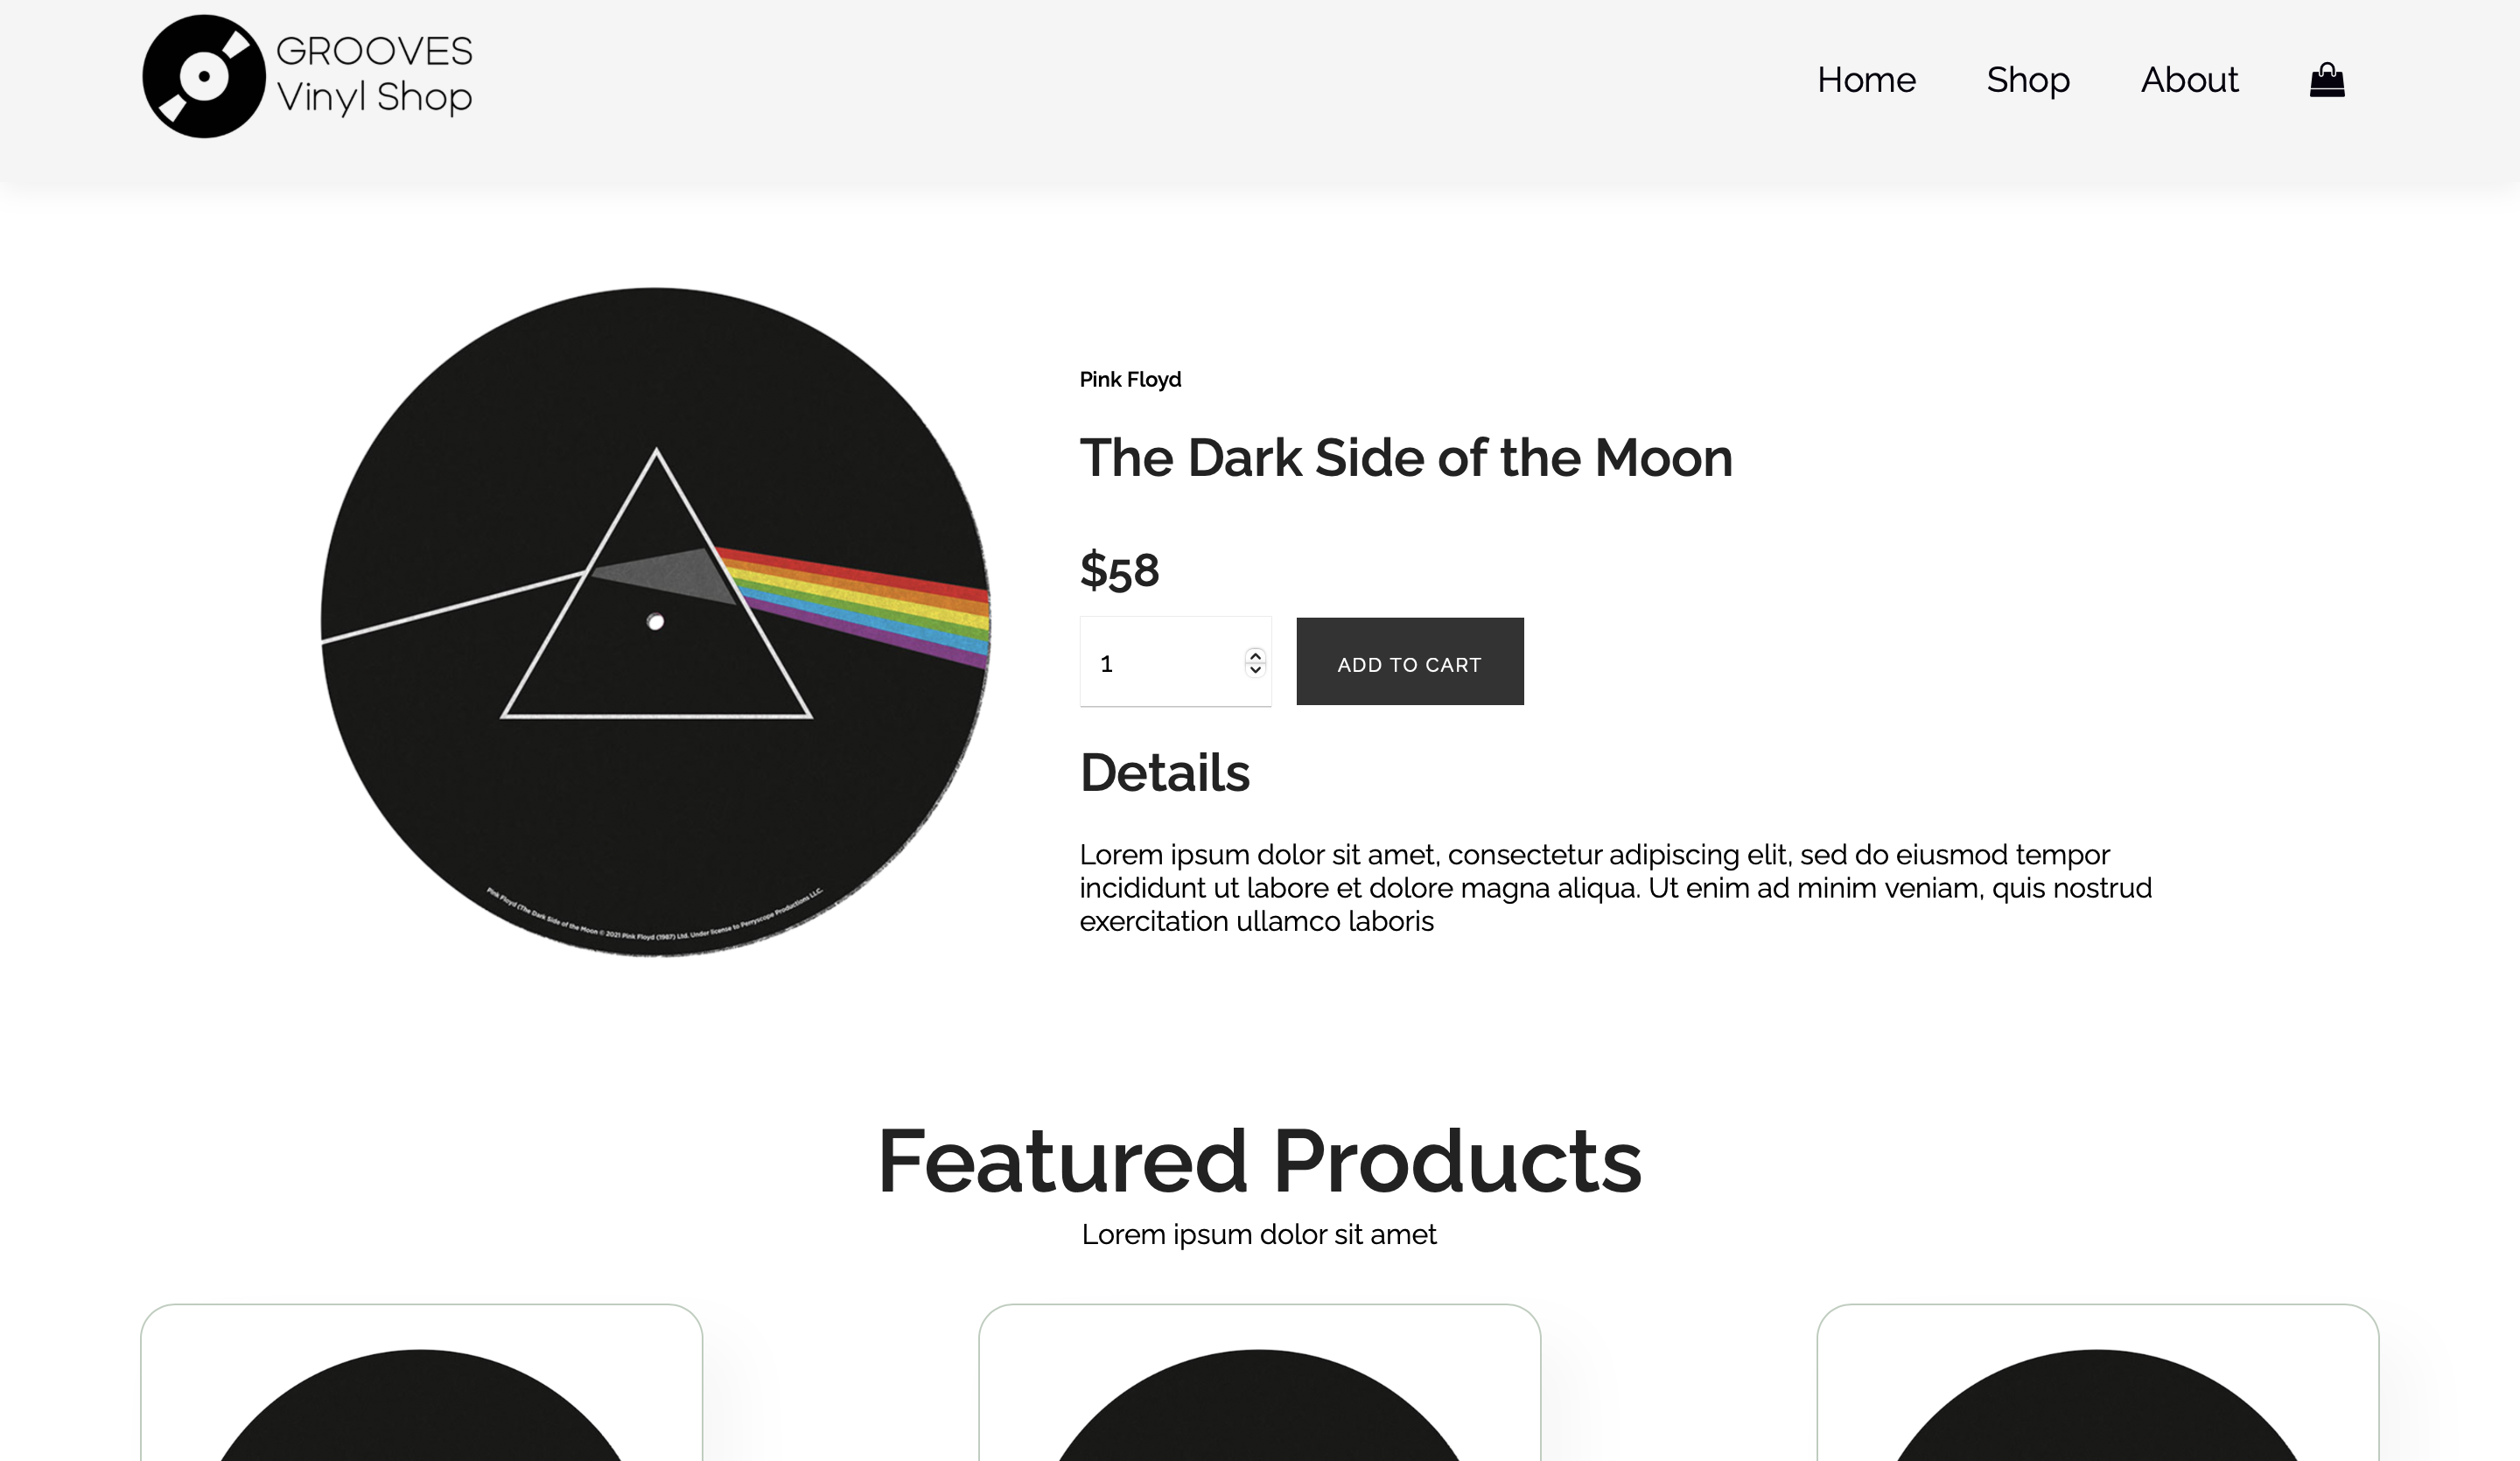 GROOVES
Vinyl Shop
Home
Shop
About
Pink Floyd
The Dark Side of the Moon
$58
1
ADD TO CART
Details
Lorem ipsum dolor sit amet, consectetur adipiscing elit, sed do eiusmod tempor
incididunt ut labore et dolore magna aliqua. Ut enim ad minim veniam, quis nostrud
exercitation ullamco laboris
Pink Floyd (The Dark Side of the Moon © 2021 Pink Floyd (1987) Ltd. Under license to Perryscope Productions LLC.
Featured Products
Lorem ipsum dolor sit amet